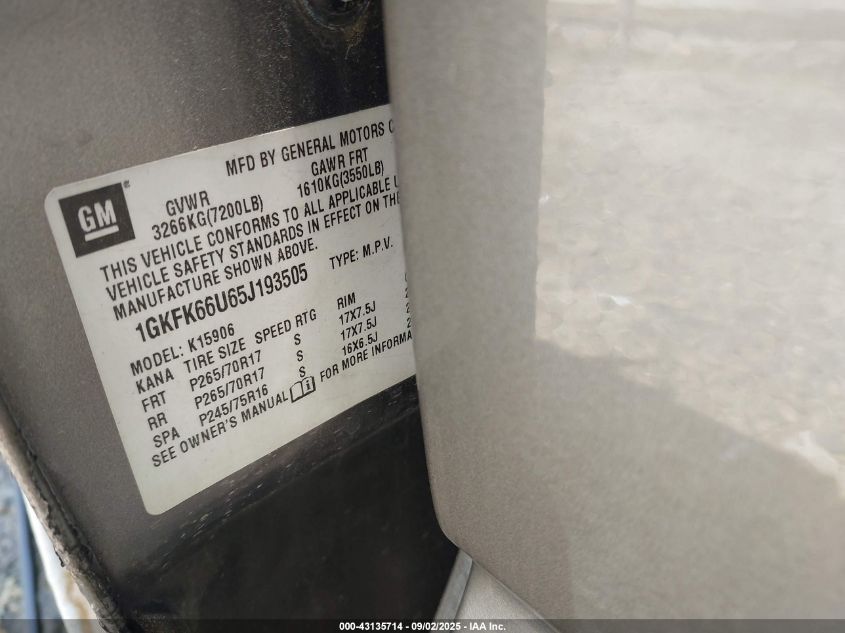 MFD BY GENERAL MOTORS
GM®
GVWR GAWR FRT
3266KG(7200LB) 1610KG(3550LB)
THIS VEHICLE CONFORMS TO ALL APPLICABLE
VEHICLE SAFETY STANDARDS IN EFFECT ON
MANUFACTURE SHOWN ABOVE.
1GKFK66U65J193505 TYPE: M.P.V.
MODEL: K15906
KANA TIRE SIZE SPEED RTG RIM
FRT P265/70R17 S 17X7.5J
RR P265/70R17 S 17X7.5J
SPA P245/75R16 S 16X6.5J
SEE OWNER'S MANUAL FOR MORE
000-43135714 - 09/02/2025 - IAA Inc.